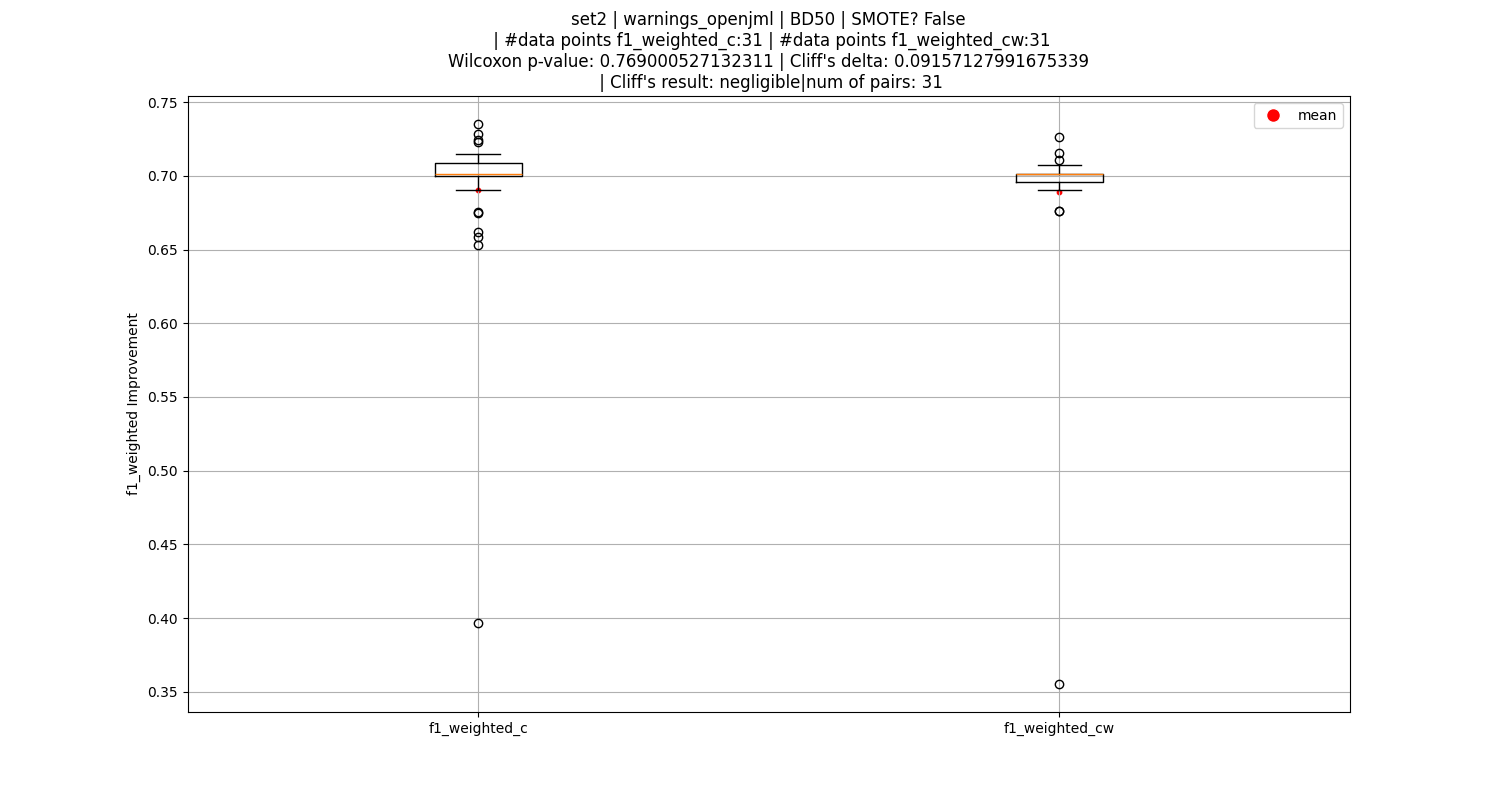 set2 | warnings_openjml | BD50 | SMOTE? False
| #data points f1_weighted_c:31 | #data points f1_weighted_cw:31
Wilcoxon p-value: 0.769000527132311 | Cliff's delta: 0.09157127991675339
| Cliff's result: negligible|num of pairs: 31
mean
0.75
0.70
0.65
0.60
0.55
0.50
0.45
0.40
0.35
f1_weighted Improvement
f1_weighted_c
f1_weighted_cw